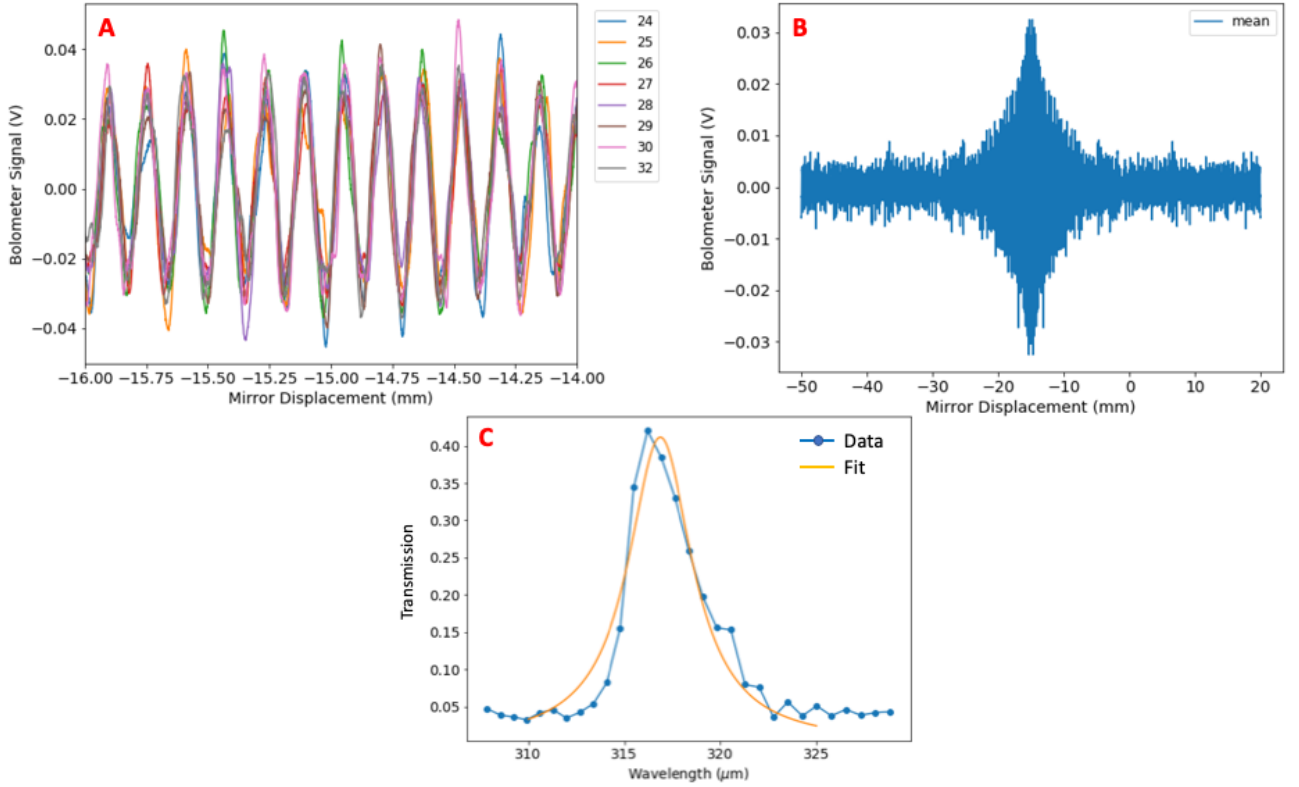 A
0.04
0.02
0.00
−0.02
−0.04
Bolometer Signal (V)
−16.00 −15.75 −15.50 −15.25 −15.00 −14.75 −14.50 −14.25 −14.00
Mirror Displacement (mm)
24
25
26
27
28
29
30
32
B
mean
0.03
0.02
0.01
0.00
−0.01
−0.02
−0.03
Bolometer Signal (V)
−50 −40 −30 −20 −10 0 10 20
Mirror Displacement (mm)
C
Data
Fit
0.40
0.35
0.30
0.25
0.20
0.15
0.10
0.05
Transmission
310 315 320 325
Wavelength (μm)